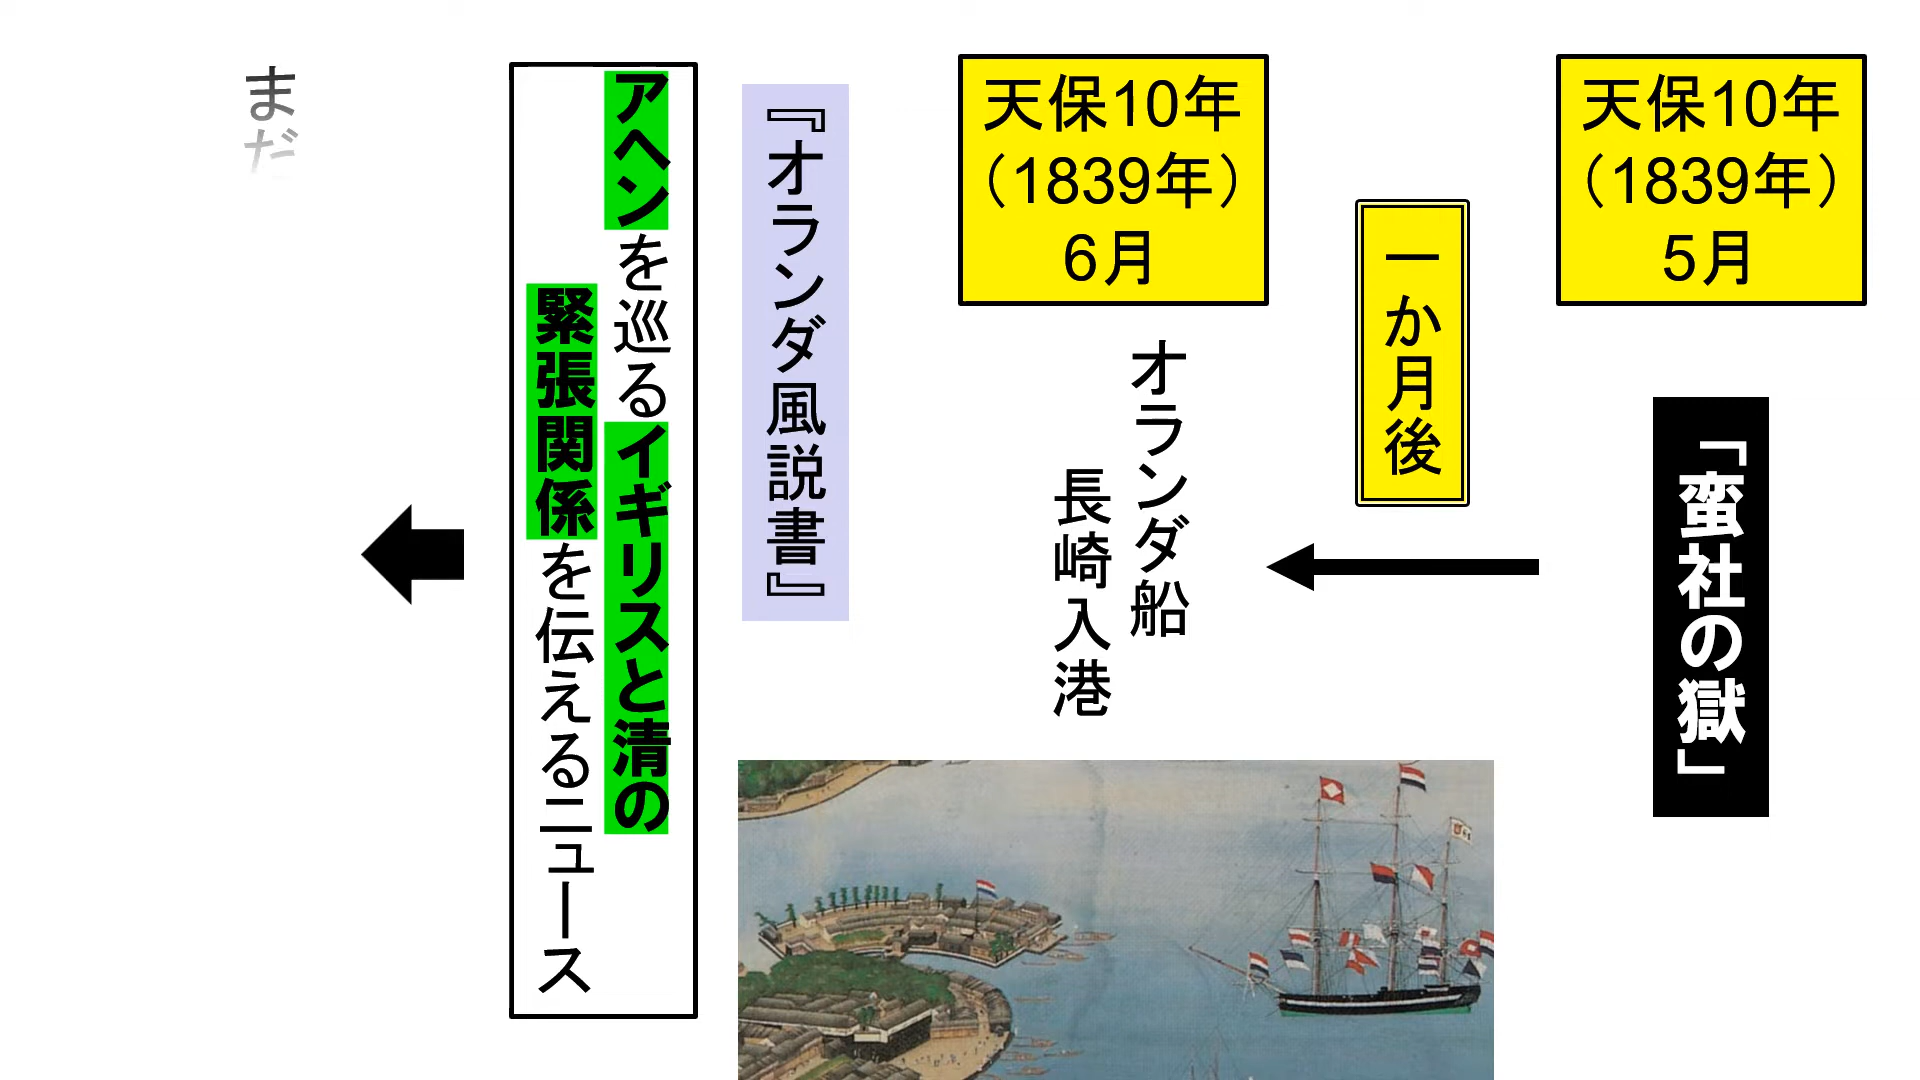 天保10年
（1839年）
5月
「蛮社の獄」
一か月後
天保10年
（1839年）
6月
オランダ船
長崎入港
『オランダ風説書』
アヘンを巡るイギリスと清の
緊張関係を伝えるニュース
まだ